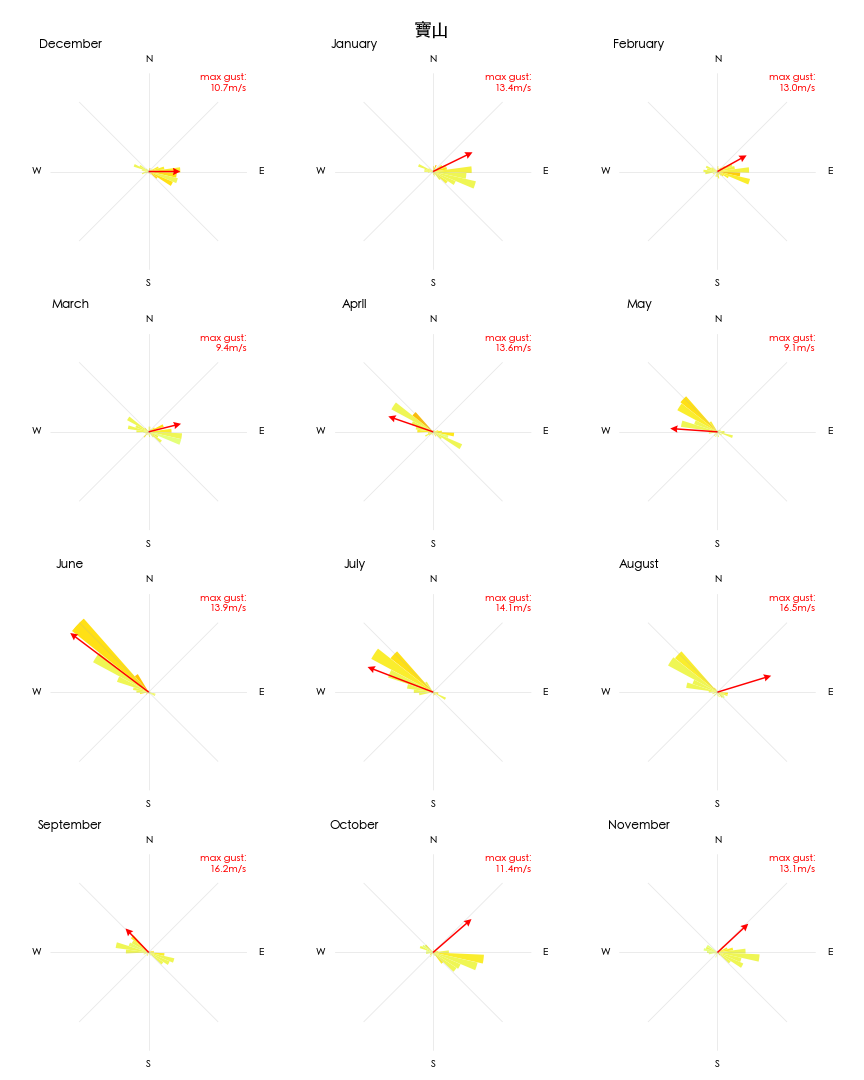 寶山
December
N
max gust:
10.7m/s
W
E
S
January
N
max gust:
13.4m/s
W
E
S
February
N
max gust:
13.0m/s
W
E
S
March
N
max gust:
9.4m/s
W
E
S
April
N
max gust:
13.6m/s
W
E
S
May
N
max gust:
9.1m/s
W
E
S
June
N
max gust:
13.9m/s
W
E
S
July
N
max gust:
14.1m/s
W
E
S
August
N
max gust:
16.5m/s
W
E
S
September
N
max gust:
16.2m/s
W
E
S
October
N
max gust:
11.4m/s
W
E
S
November
N
max gust:
13.1m/s
W
E
S